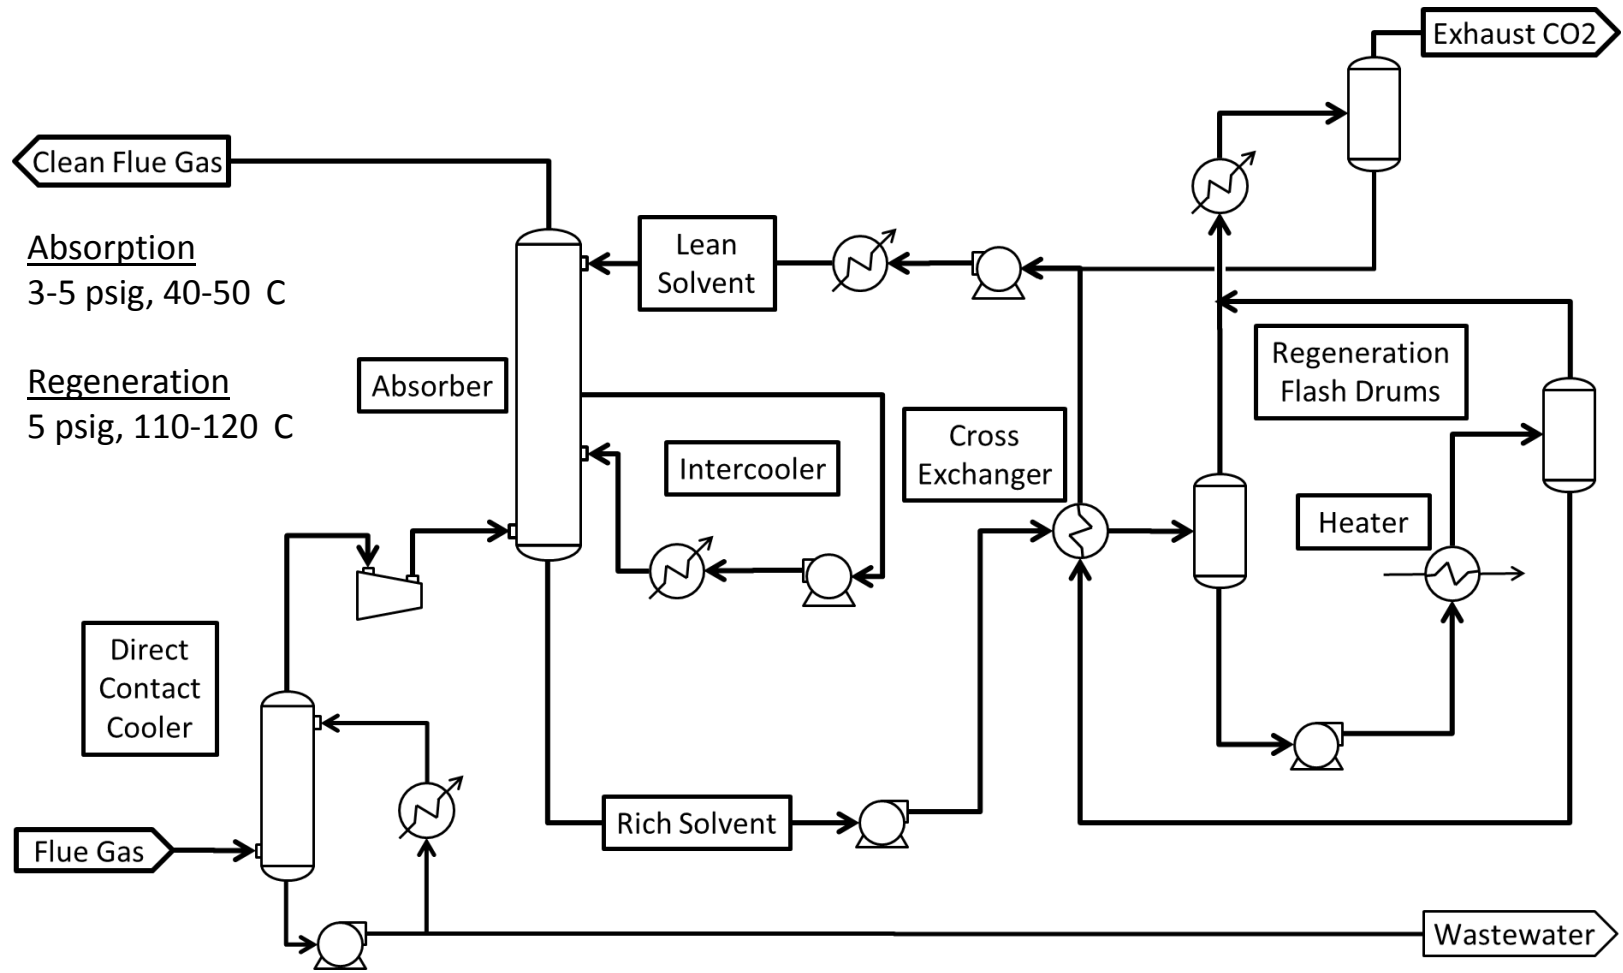 Exhaust CO2
Clean Flue Gas
Absorption
3-5 psig, 40-50 C
Regeneration
5 psig, 110-120 C
Lean
Solvent
Absorber
Intercooler
Cross
Exchanger
Regeneration
Flash Drums
Heater
Direct
Contact
Cooler
Rich Solvent
Flue Gas
Wastewater